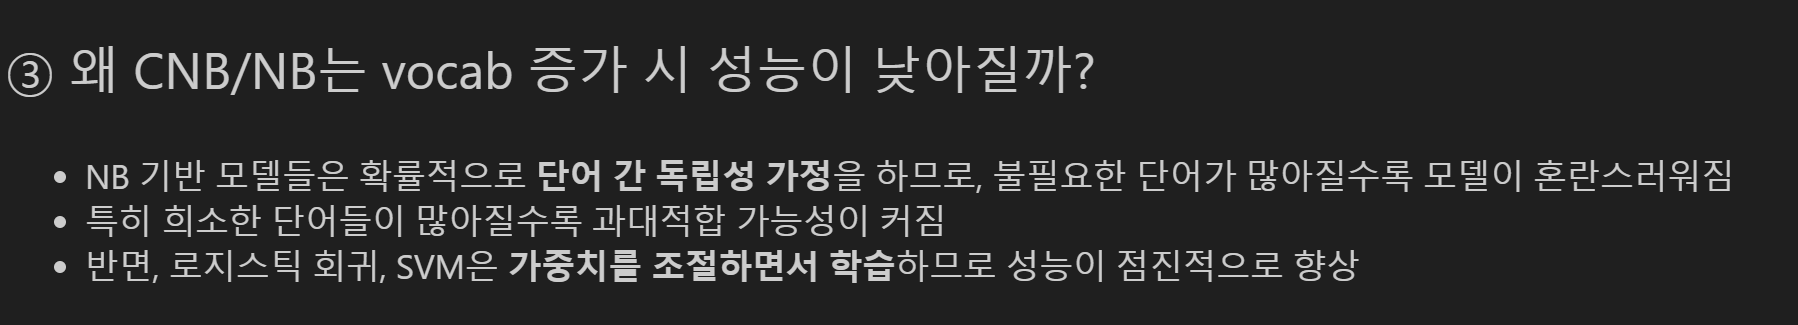 ③ 왜 CNB/NB는 vocab 증가 시 성능이 낮아질까?
• NB 기반 모델들은 확률적으로 단어 간 독립성 가정을 하므로, 불필요한 단어가 많아질수록 모델이 혼란스러워짐
• 특히 희소한 단어들이 많아질수록 과대적합 가능성이 커짐
• 반면, 로지스틱 회귀, SVM은 가중치를 조절하면서 학습하므로 성능이 점진적으로 향상